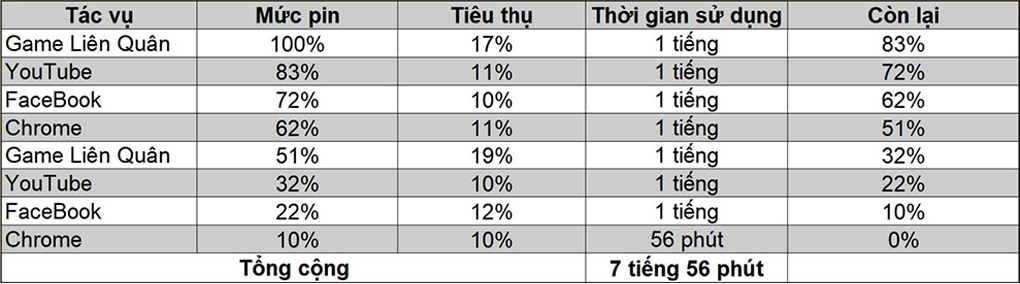 Tác vụ Mức pin Tiêu thụ Thời gian sử dụng Còn lại
Game Liên Quân 100% 17% 1 tiếng 83%
YouTube 83% 11% 1 tiếng 72%
FaceBook 72% 10% 1 tiếng 62%
Chrome 62% 11% 1 tiếng 51%
Game Liên Quân 51% 19% 1 tiếng 32%
YouTube 32% 10% 1 tiếng 22%
FaceBook 22% 12% 1 tiếng 10%
Chrome 10% 10% 56 phút 0%
Tổng cộng 7 tiếng 56 phút